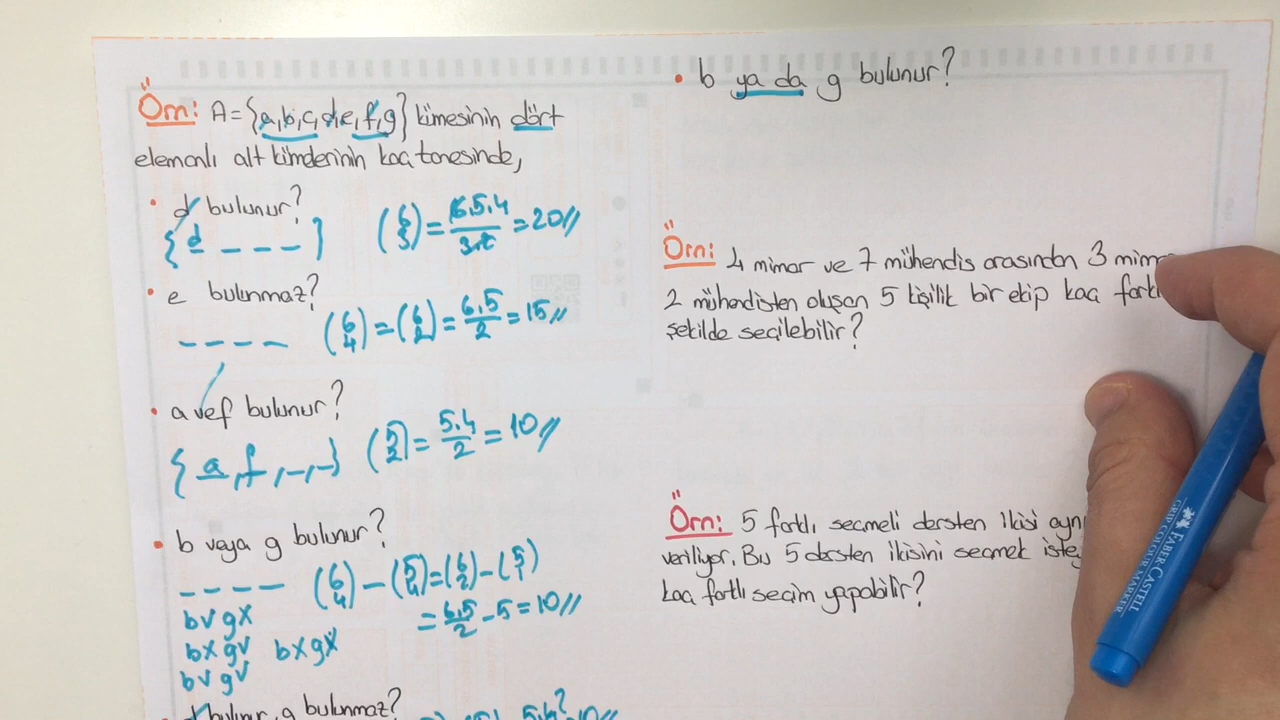 Örn: A={a,b,c,d,e,f,g} kümesinin dört
elemanlı alt kümelerinin kaç tanesinde,
• d bulunur?
{ d _ _ _ } (6 3) = 6.5.4/3.2 = 20//
• e bulunmaz?
_ _ _ _ (6 4) = (6 2) = 6.5/2 = 15//
• a ve f bulunur?
{ a, f, _, _ } (5 2) = 5.4/2 = 10//
• b veya g bulunur?
_ _ _ _ (6 4) - (5 4) = (6 2) - (5 1)
= 6.5/2 - 5 = 10//
b✓ g✗
b✗ g✓ b✗ g✗
b✓ g✓
• d bulunur, g bulunmaz?
• b ya da g bulunur?
Örn: 4 mimar ve 7 mühendis arasından 3
2 mühendisten oluşan 5 kişilik bir ekip kaç
şekilde seçilebilir?
Örn: 5 farklı seçmeli dersten ikisi
veriliyor. Bu 5 dersten ikisini seçmek
kaç farklı seçim yapabilir?
FABER CASTELL
GRIP COLOUR MARKER